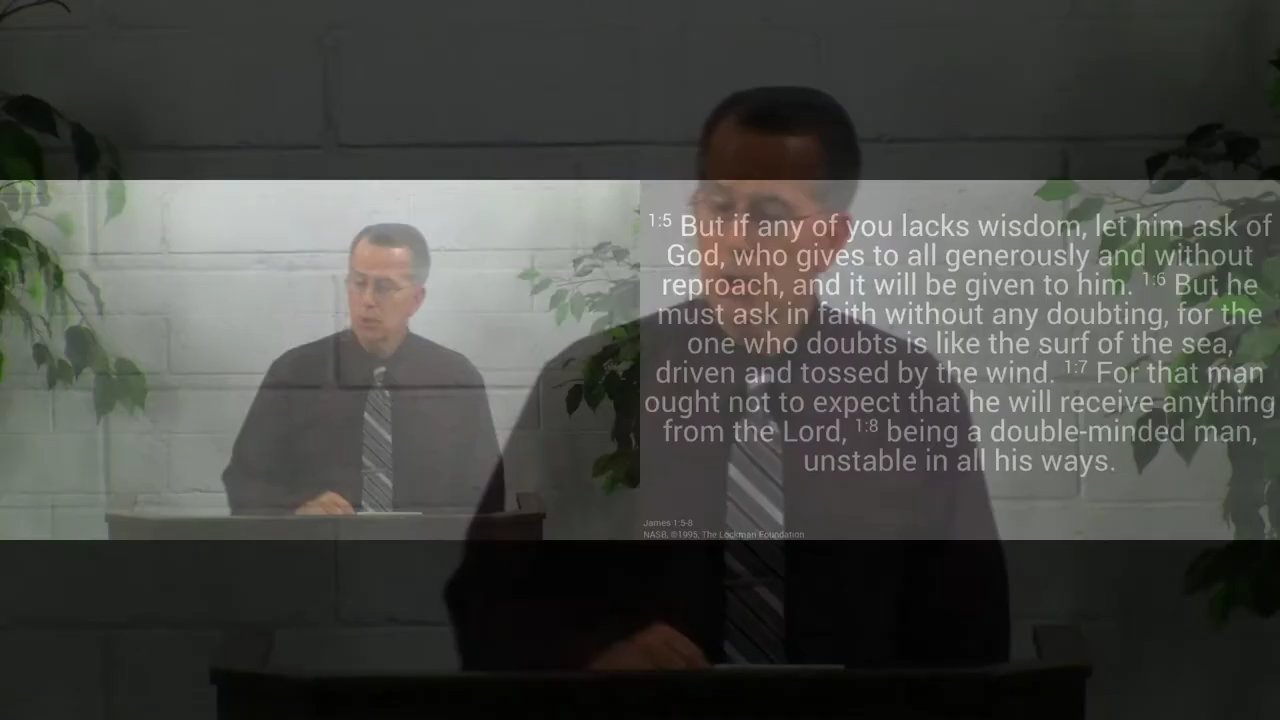 1:5 But if any of you lacks wisdom, let him ask of
God, who gives to all generously and without
reproach, and it will be given to him. 1:6 But he
must ask in faith without any doubting, for the
one who doubts is like the surf of the sea,
driven and tossed by the wind. 1:7 For that man
ought not to expect that he will receive anything
from the Lord, 1:8 being a double-minded man,
unstable in all his ways.
James 1:5-8
NASB, ©1995, The Lockman Foundation